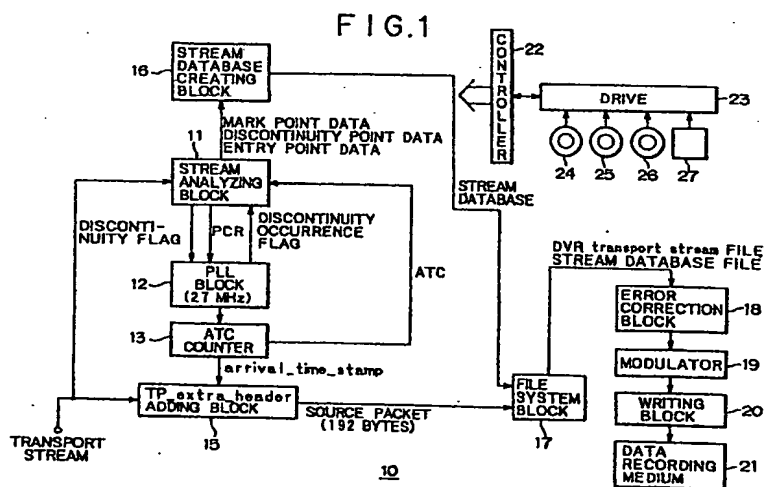 FIG.1
STREAM
DATABASE
CREATING
BLOCK
16
CONTROLLER
22
DRIVE
23
24
25
26
27
MARK POINT DATA
DISCONTINUITY POINT DATA
ENTRY POINT DATA
11
STREAM
ANALYZING
BLOCK
STREAM
DATABASE
DISCONTI-
NUITY FLAG
PCR
DISCONTINUITY
OCCURRENCE
FLAG
ATC
12
PLL
BLOCK
(27 MHz)
13
ATC
COUNTER
arrival_time_stamp
TP_extra_header
ADDING BLOCK
15
TRANSPORT
STREAM
SOURCE PACKET
(192 BYTES)
FILE
SYSTEM
BLOCK
17
DVR transport stream FILE
STREAM DATABASE FILE
ERROR
CORRECTION
BLOCK
18
MODULATOR
19
WRITING
BLOCK
20
DATA
RECORDING
MEDIUM
21
10